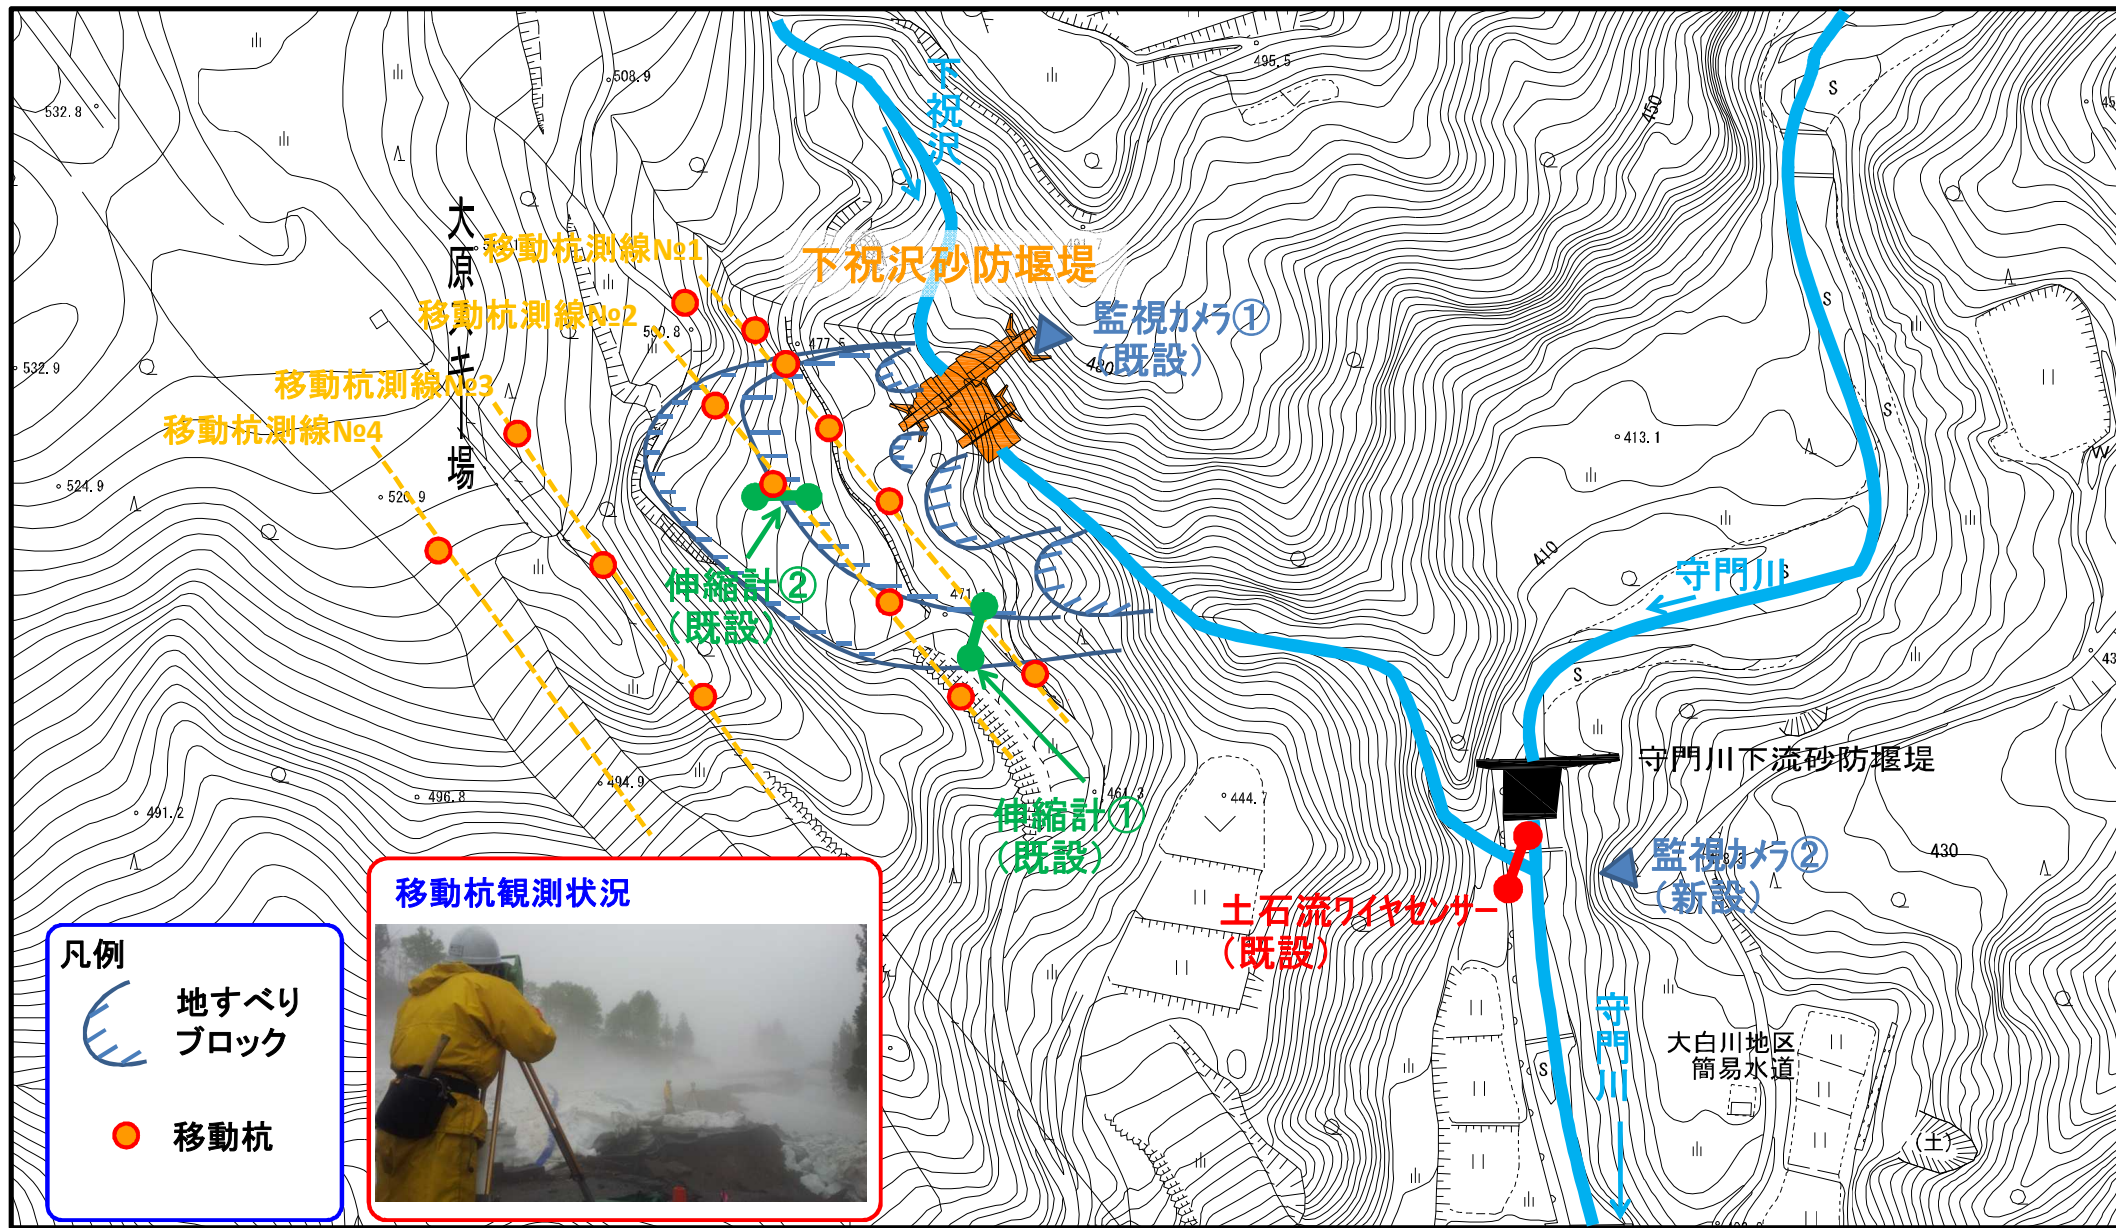 下祝沢
495.5
508.9
532.8
450
大原スキー場
移動杭測線№1
下祝沢砂防堰堤
491.7
移動杭測線№2
500.8
477.5
監視カメラ①
(既設)
480
532.9
移動杭測線№3
移動杭測線№4
413.1
524.9
520.9
410
守門川
伸縮計②
(既設)
守門川下流砂防堰堤
494.9
496.8
491.2
461.3
444.7
伸縮計①
(既設)
監視カメラ②
(新設)
430
土石流ワイヤセンサー
(既設)
移動杭観測状況
凡例
地すべり
ブロック
移動杭
守門川
大白川地区
簡易水道
(土)